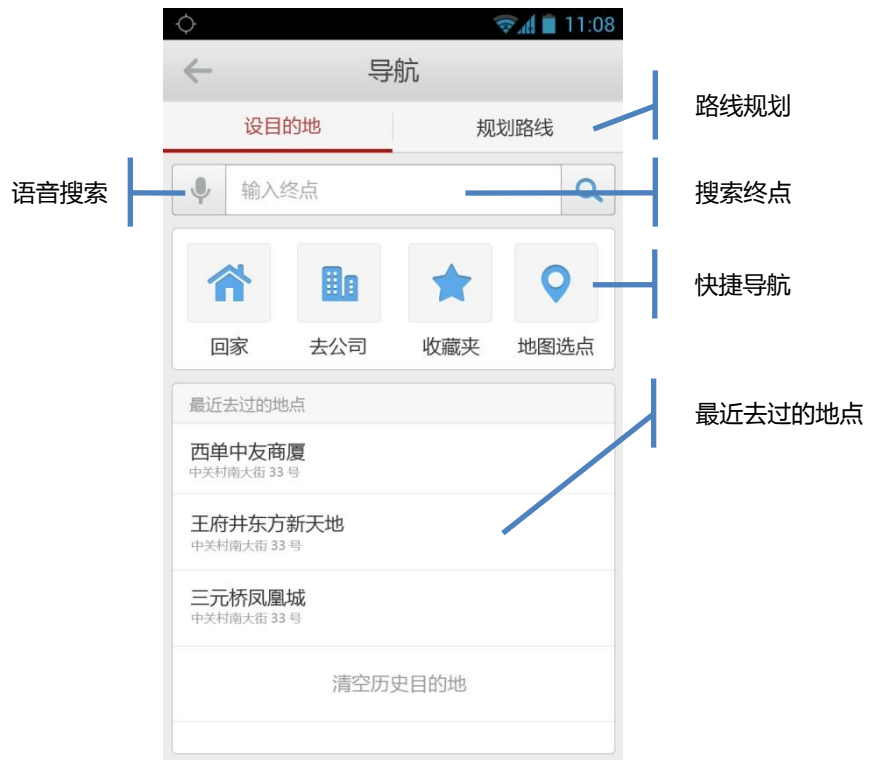 11:08
导航
设目的地
规划路线
路线规划
语音搜索
输入终点
搜索终点
快捷导航
回家
去公司
收藏夹
地图选点
最近去过的地点
最近去过的地点
西单中友商厦
中关村南大街 33 号
王府井东方新天地
中关村南大街 33 号
三元桥凤凰城
中关村南大街 33 号
清空历史目的地